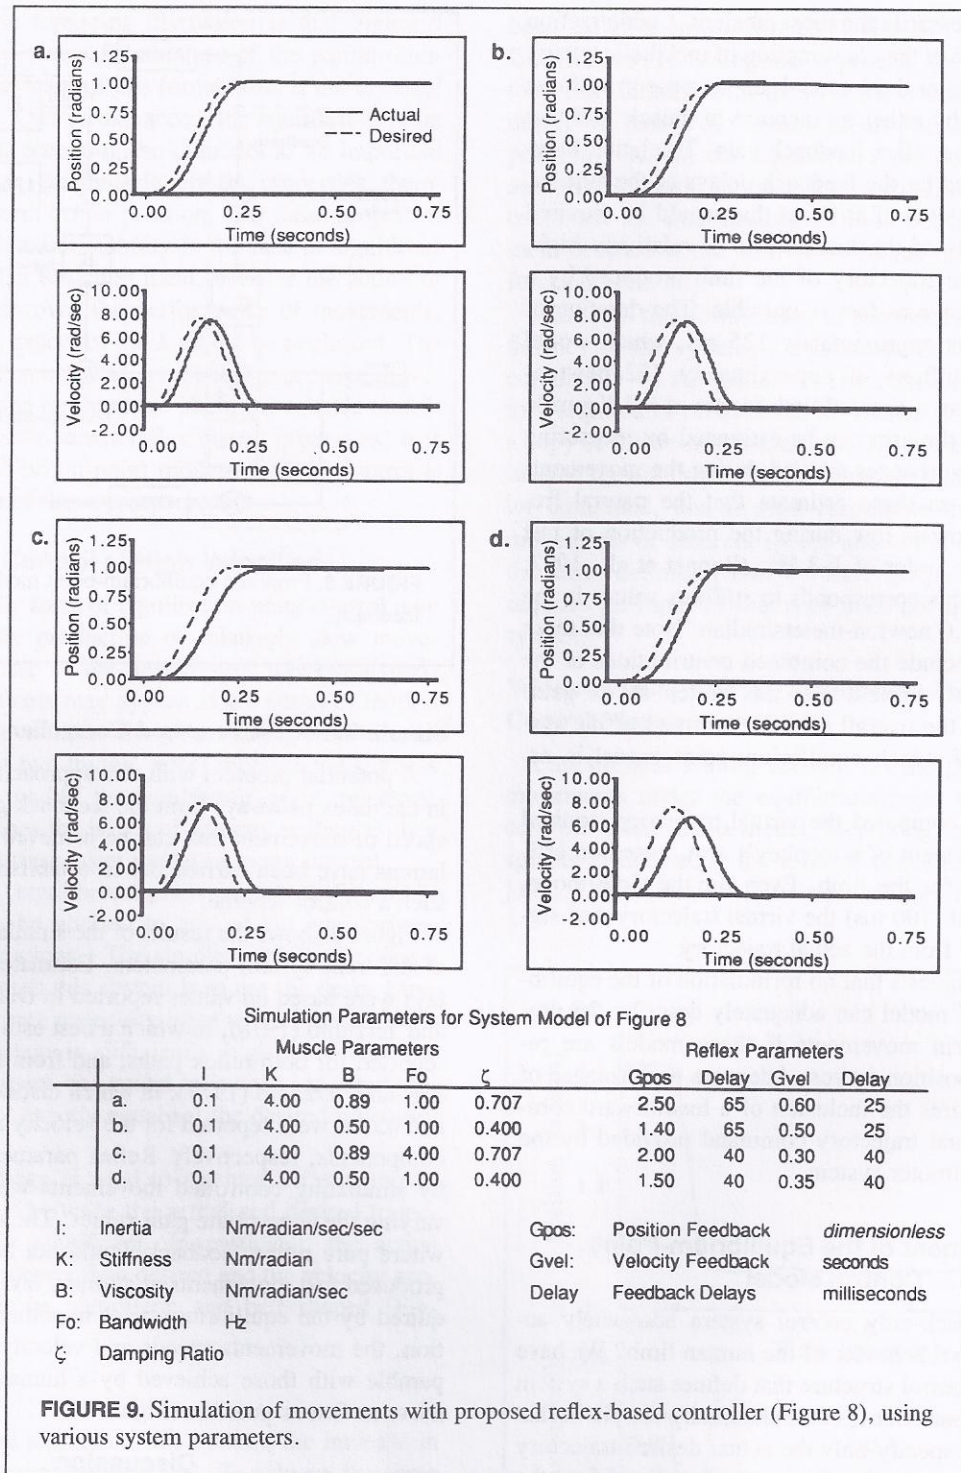 a.
Position (radians)
1.25
1.00
0.75
0.50
0.25
0.00
Actual
Desired
0.00 0.25 0.50 0.75
Time (seconds)
Velocity (rad/sec)
10.00
8.00
6.00
4.00
2.00
0.00
-2.00
0.00 0.25 0.50 0.75
Time (seconds)
b.
Position (radians)
1.25
1.00
0.75
0.50
0.25
0.00
0.00 0.25 0.50 0.75
Time (seconds)
Velocity (rad/sec)
10.000
8.00
6.00
4.00
2.00
0.00
-2.00
0.00 0.25 0.50 0.75
Time (seconds)
c.
Position (radians)
1.25
1.00
0.75
0.50
0.25
0.00
0.00 0.25 0.50 0.75
Time (seconds)
Velocity (rad/sec)
10.00
8.00
6.00
4.00
2.00
0.00
-2.00
0.00 0.25 0.50 0.75
Time (seconds)
d.
Position (radians)
1.25
1.00
0.75
0.50
0.25
0.00
0.00 0.25 0.50 0.75
Time (seconds)
Velocity (rad/sec)
10.00
8.00
6.00
4.00
2.00
0.00
-2.00
0.00 0.25 0.50 0.75
Time (seconds)
Simulation Parameters for System Model of Figure 8
Muscle Parameters Reflex Parameters
I K B Fo ζ Gpos Delay Gvel Delay
a. 0.1 4.00 0.89 1.00 0.707 2.50 65 0.60 25
b. 0.1 4.00 0.50 1.00 0.400 1.40 65 0.50 25
c. 0.1 4.00 0.89 4.00 0.707 2.00 40 0.30 40
d. 0.1 4.00 0.50 1.00 0.400 1.50 40 0.35 40
I: Inertia Nm/radian/sec/sec Gpos: Position Feedback dimensionless
K: Stiffness Nm/radian Gvel: Velocity Feedback seconds
B: Viscosity Nm/radian/sec Delay Feedback Delays milliseconds
Fo: Bandwidth Hz
ζ Damping Ratio
FIGURE 9. Simulation of movements with proposed reflex-based controller (Figure 8), using
various system parameters.